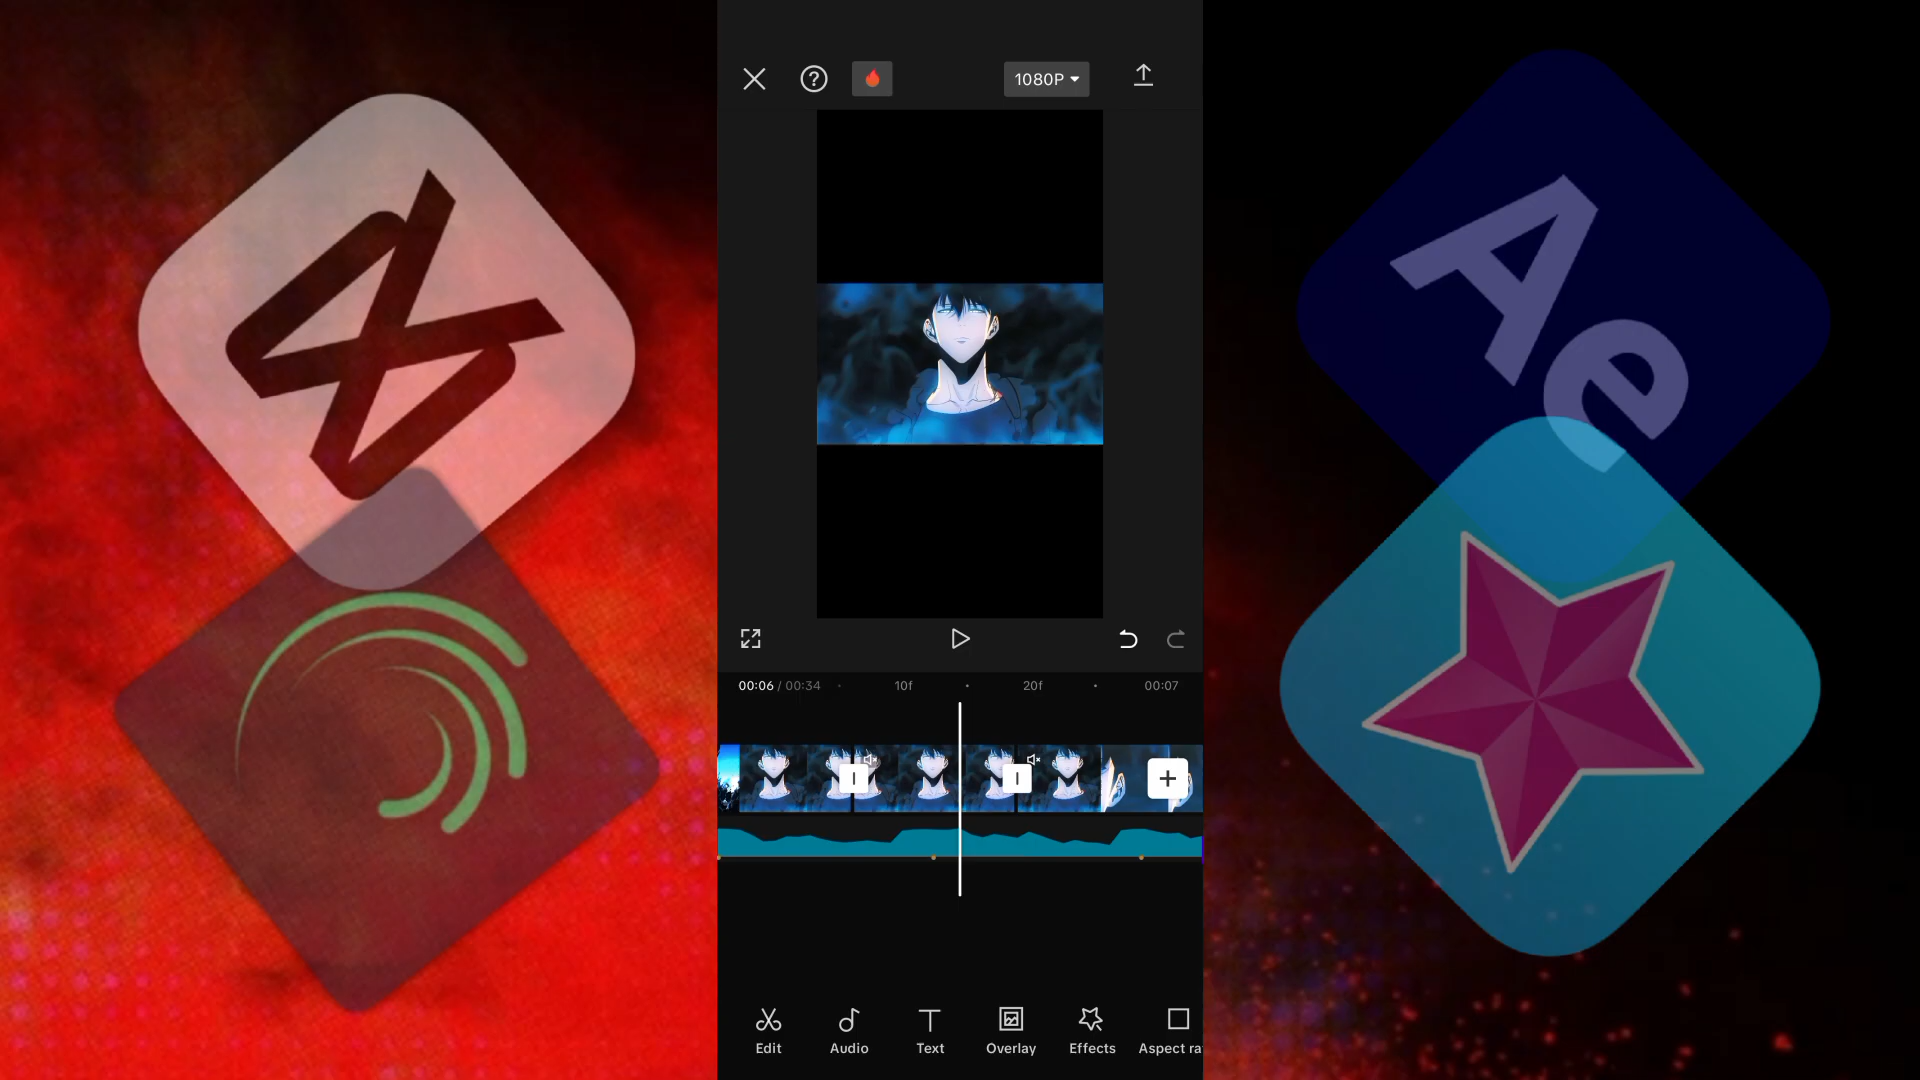 ?
1080P
Ae
00:06 / 00:34
10f
20f
00:07
Edit
Audio
Text
Overlay
Effects
Aspect ra